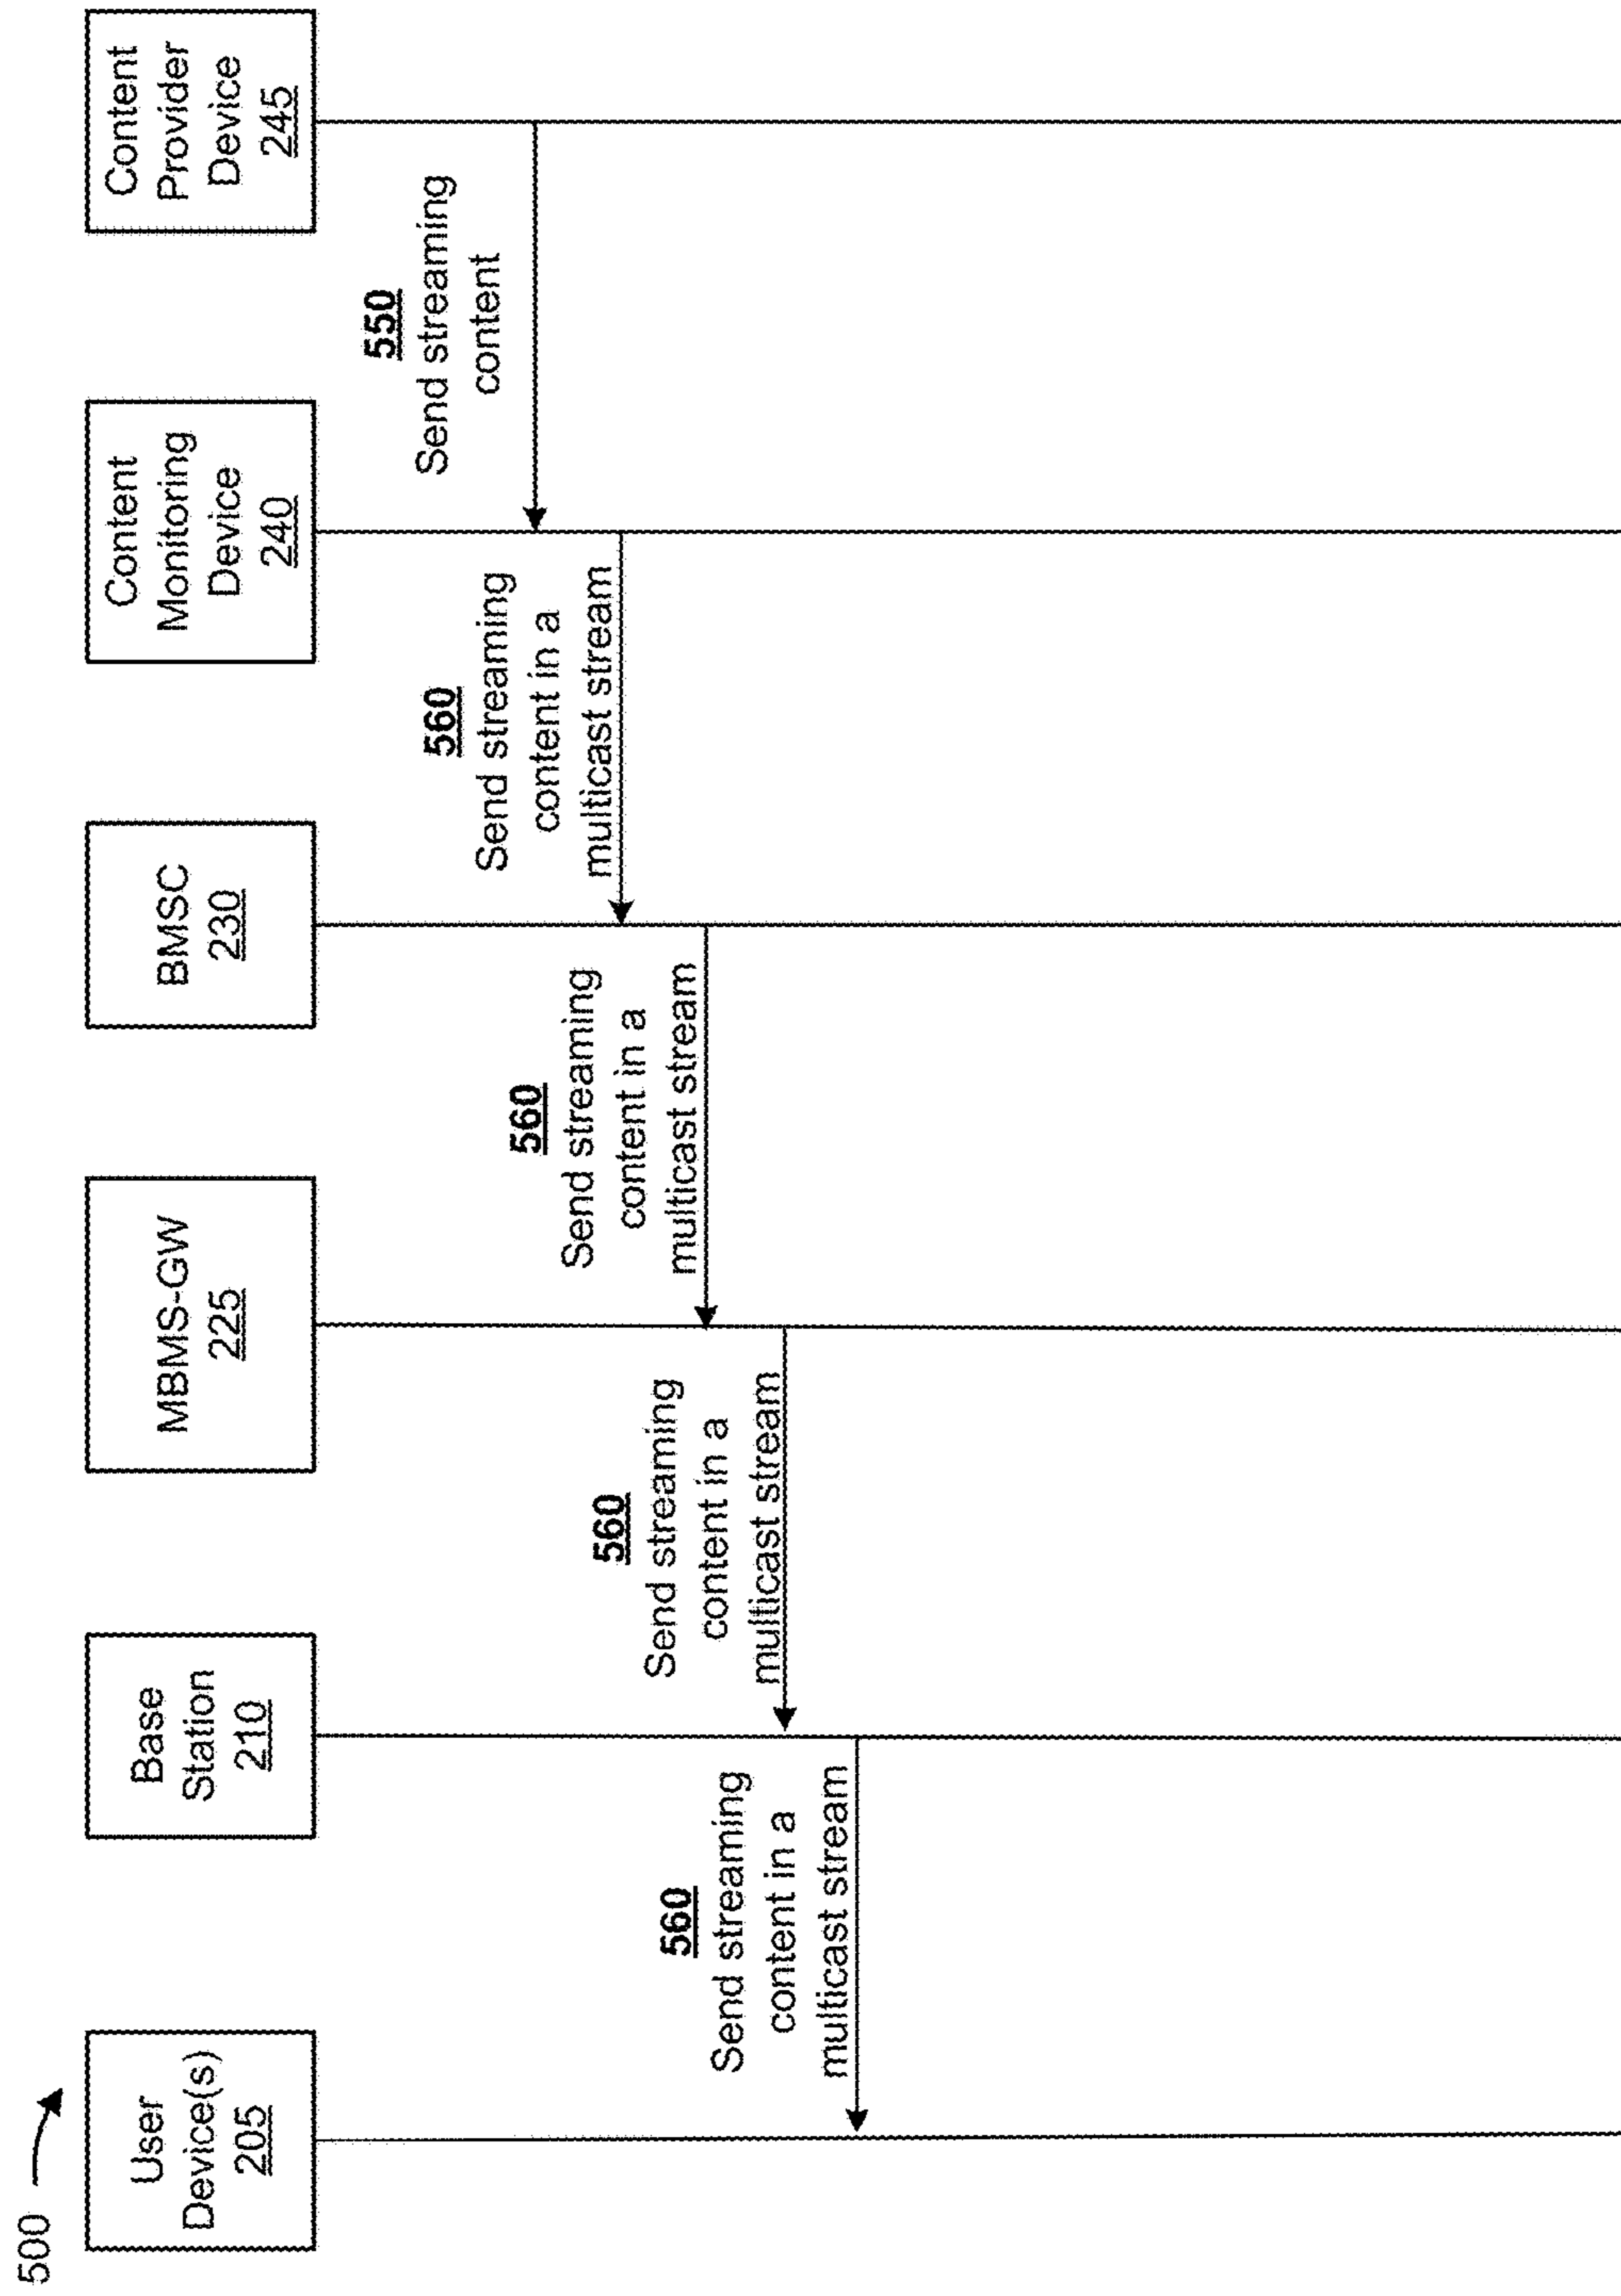 500
User
Device(s)
205
Base
Station
210
MBMS-GW
225
BMSC
230
Content
Monitoring
Device
240
Content
Provider
Device
245
550
Send streaming
content
560
Send streaming
content in a
multicast stream
560
Send streaming
content in a
multicast stream
560
Send streaming
content in a
multicast stream
560
Send streaming
content in a
multicast stream